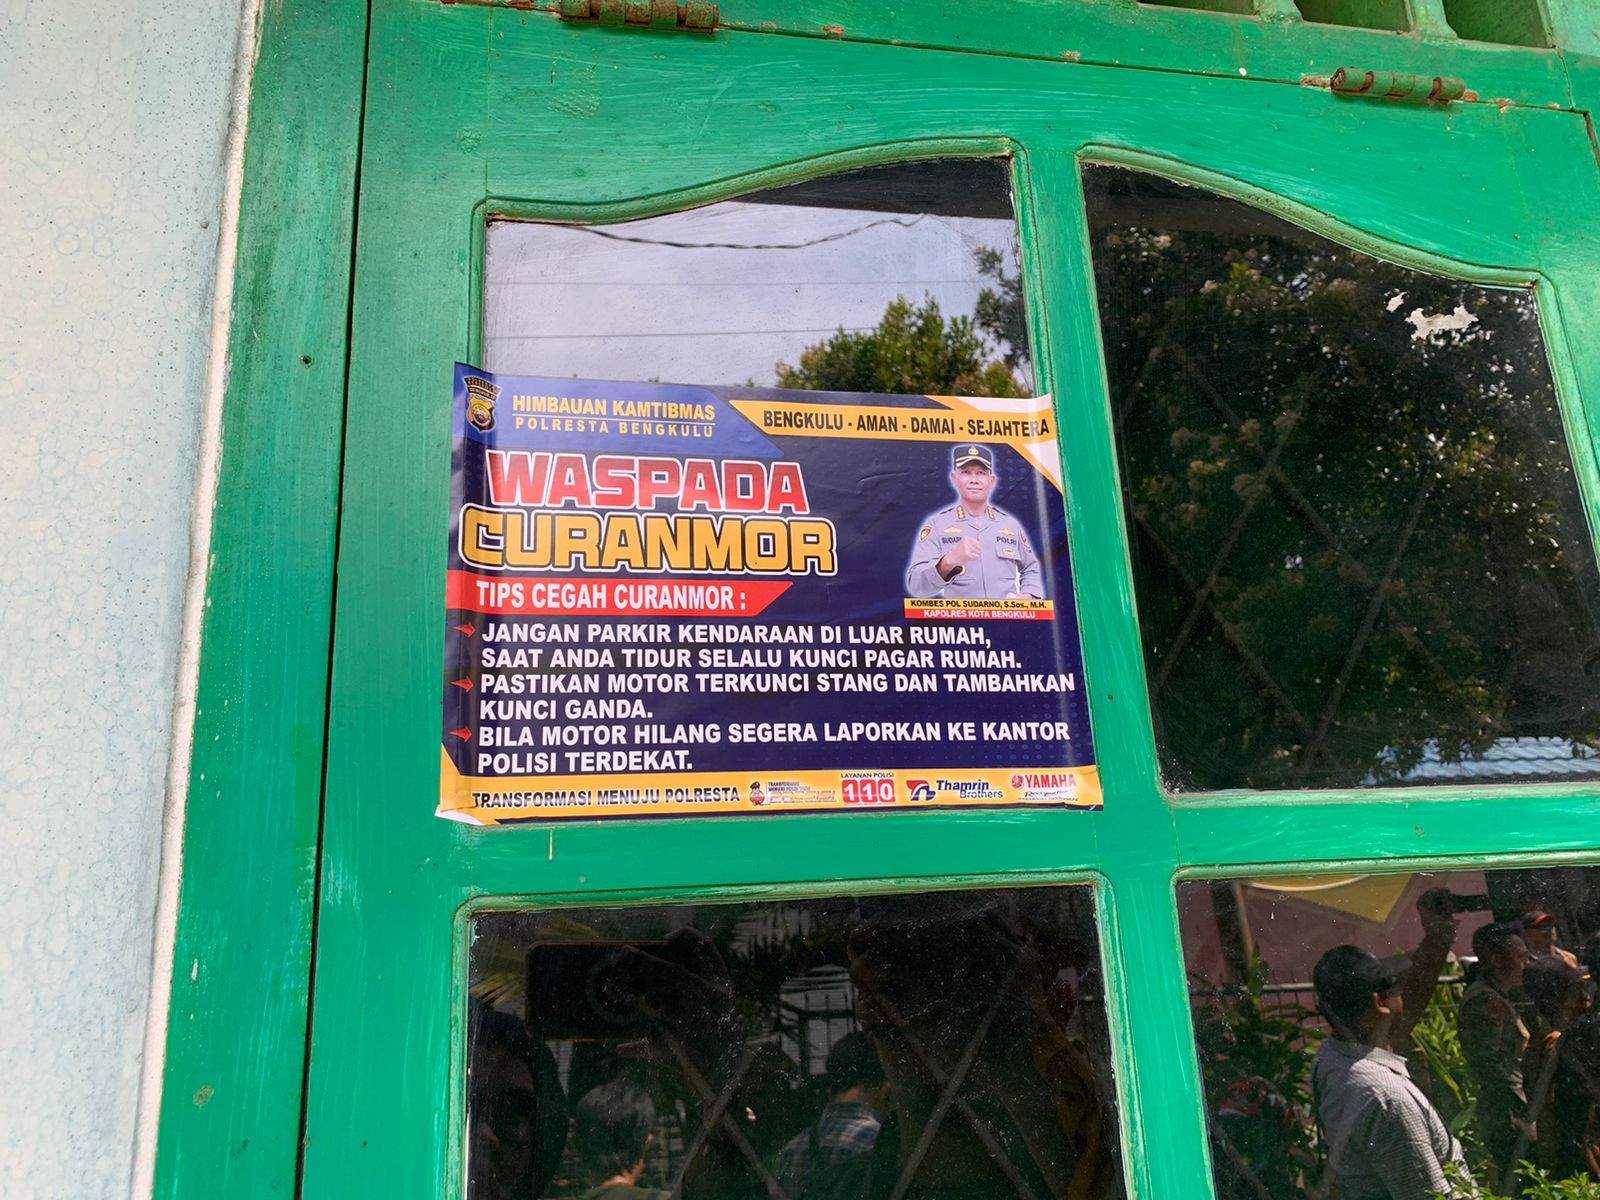 HIMBAUAN KAMTIBMAS
POLRESTA BENGKULU
BENGKULU - AMAN - DAMAI - SEJAHTERA
WASPADA
CURANMOR
TIPS CEGAH CURANMOR :
POLRI
KOMBES POL SUDARNO, S.Sos., M.H.
KAPOLRES KOTA BENGKULU
JANGAN PARKIR KENDARAAN DI LUAR RUMAH,
SAAT ANDA TIDUR SELALU KUNCI PAGAR RUMAH.
PASTIKAN MOTOR TERKUNCI STANG DAN TAMBAHKAN
KUNCI GANDA.
BILA MOTOR HILANG SEGERA LAPORKAN KE KANTOR
POLISI TERDEKAT.
TRANSFORMASI MENUJU POLRESTA
LAYANAN POLISI
110
Thamrin
Brothers
YAMAHA